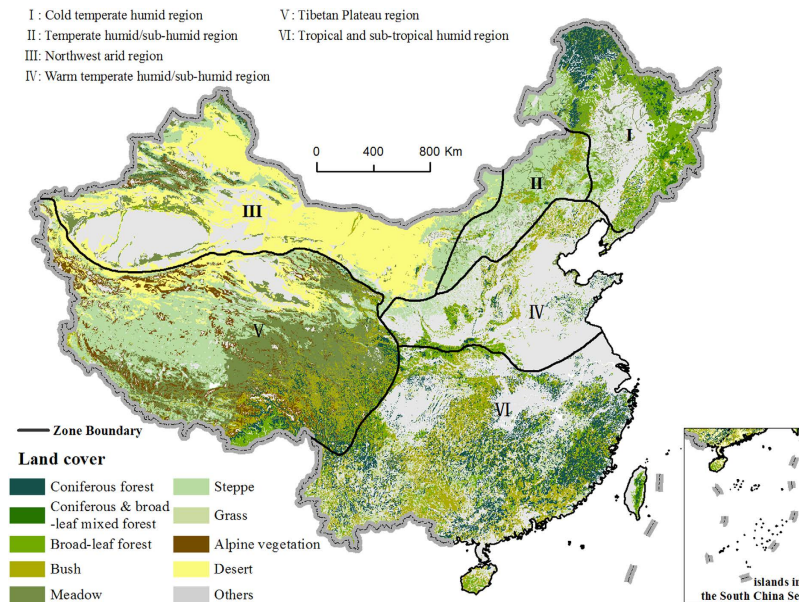 I : Cold temperate humid region
II : Temperate humid/sub-humid region
III: Northwest arid region
IV: Warm temperate humid/sub-humid region
V : Tibetan Plateau region
VI: Tropical and sub-tropical humid region
0 400 800 Km
I
II
III
IV
V
VI
Zone Boundary
Land cover
Coniferous forest
Coniferous & broad
-leaf mixed forest
Broad-leaf forest
Bush
Meadow
Steppe
Grass
Alpine vegetation
Desert
Others
islands in
the South China Se